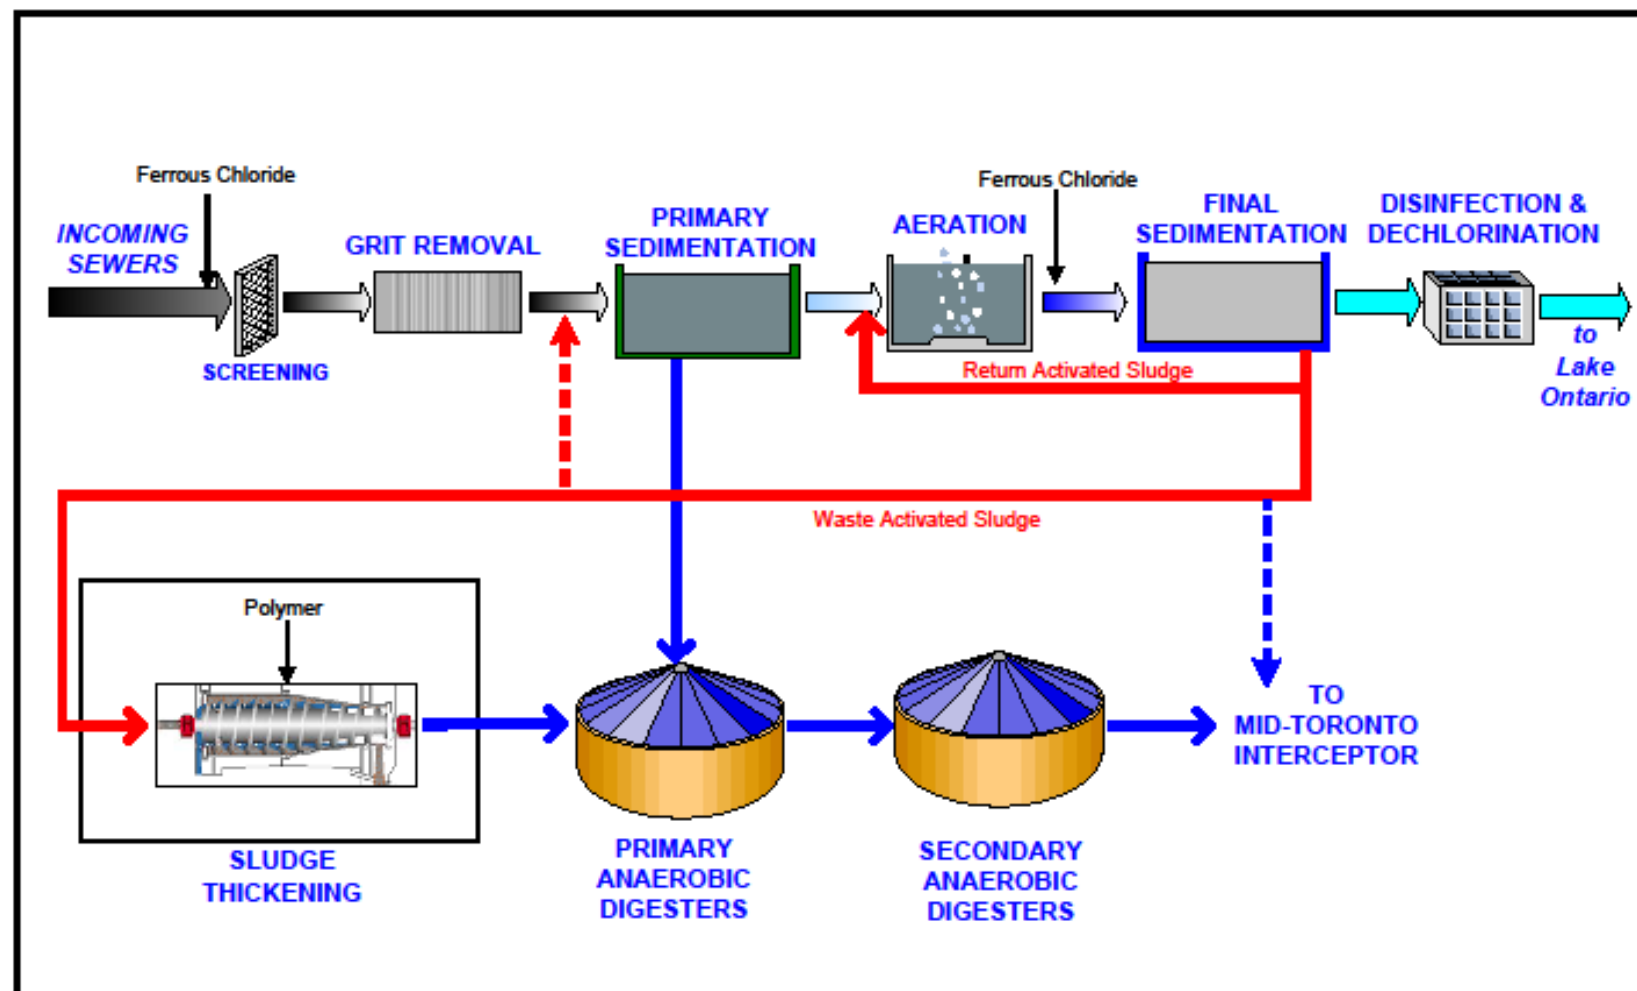 Ferrous Chloride
INCOMING
SEWERS
SCREENING
GRIT REMOVAL
PRIMARY
SEDIMENTATION
AERATION
Ferrous Chloride
FINAL
SEDIMENTATION
DISINFECTION &
DECHLORINATION
to
Lake
Ontario
Return Activated Sludge
Waste Activated Sludge
Polymer
SLUDGE
THICKENING
PRIMARY
ANAEROBIC
DIGESTERS
SECONDARY
ANAEROBIC
DIGESTERS
TO
MID-TORONTO
INTERCEPTOR